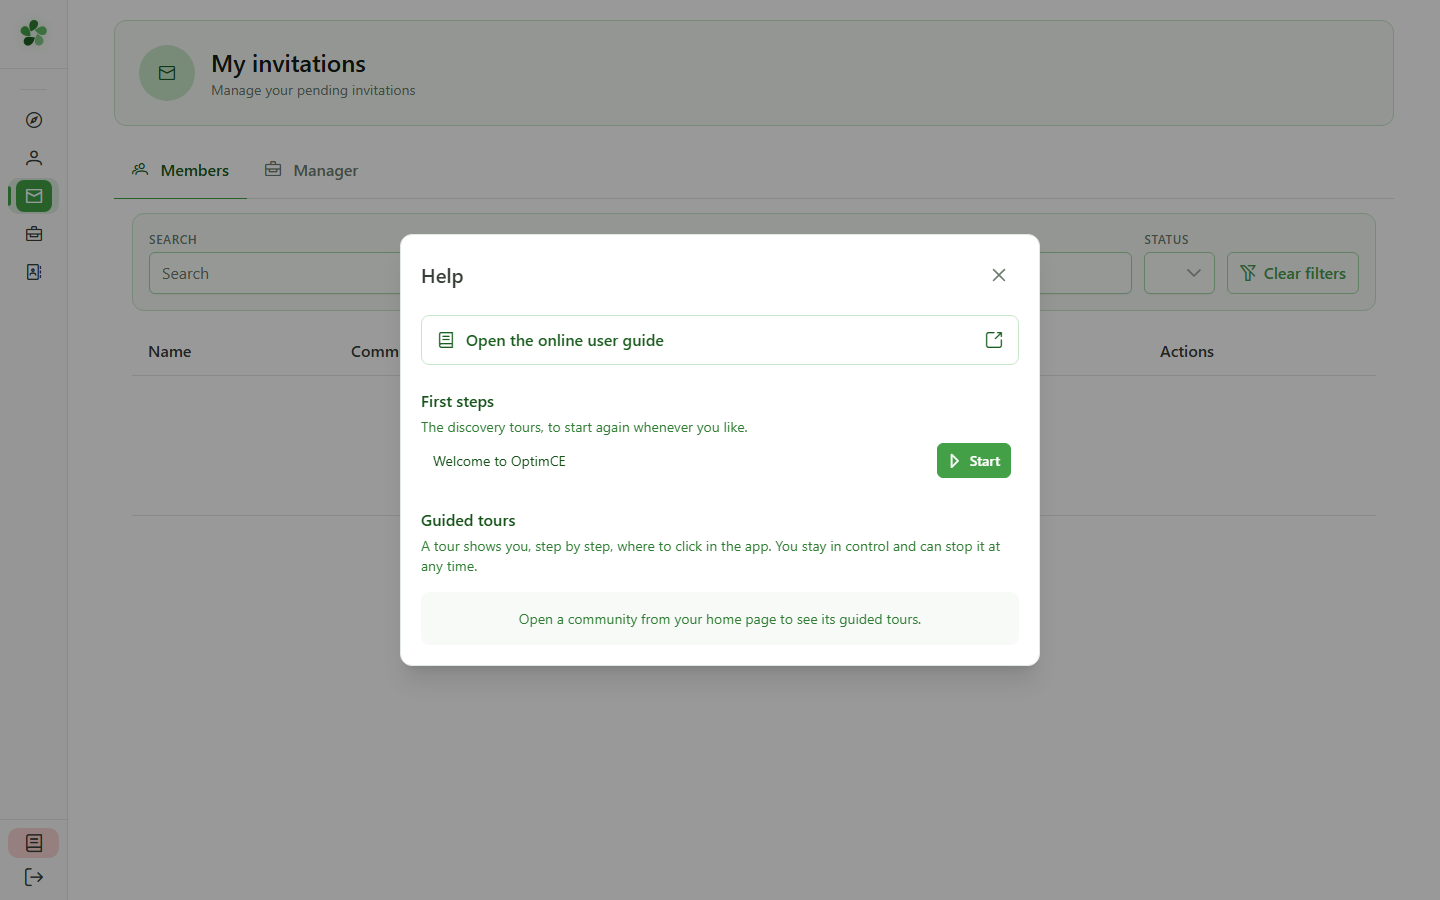 My invitations
Manage your pending invitations
Members
Manager
SEARCH
STATUS
Search
Clear filters
Name
Comm
Actions
Help
Open the online user guide
First steps
The discovery tours, to start again whenever you like.
Welcome to OptimCE
Start
Guided tours
A tour shows you, step by step, where to click in the app. You stay in control and can stop it at
any time.
Open a community from your home page to see its guided tours.